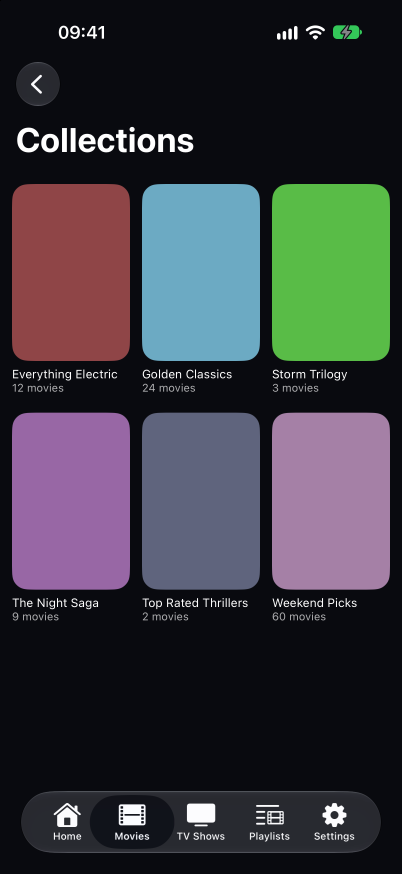 09:41
Collections
Everything Electric
12 movies
Golden Classics
24 movies
Storm Trilogy
3 movies
The Night Saga
9 movies
Top Rated Thrillers
2 movies
Weekend Picks
60 movies
Home
Movies
TV Shows
Playlists
Settings